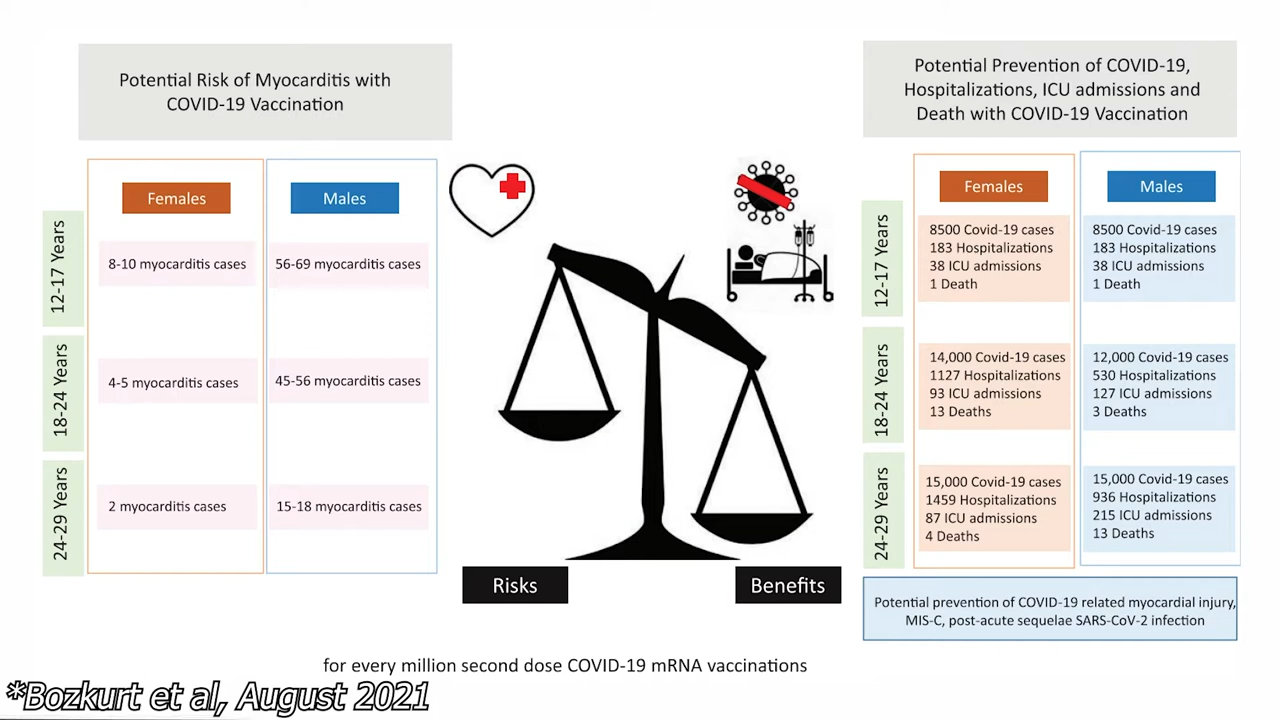 Potential Risk of Myocarditis with
COVID-19 Vaccination
Females
Males
12-17 Years
8-10 myocarditis cases
56-69 myocarditis cases
18-24 Years
4-5 myocarditis cases
45-56 myocarditis cases
24-29 Years
2 myocarditis cases
15-18 myocarditis cases
Risks
Benefits
Potential Prevention of COVID-19,
Hospitalizations, ICU admissions and
Death with COVID-19 Vaccination
Females
Males
12-17 Years
8500 Covid-19 cases
183 Hospitalizations
38 ICU admissions
1 Death
8500 Covid-19 cases
183 Hospitalizations
38 ICU admissions
1 Death
18-24 Years
14,000 Covid-19 cases
1127 Hospitalizations
93 ICU admissions
13 Deaths
12,000 Covid-19 cases
530 Hospitalizations
127 ICU admissions
3 Deaths
24-29 Years
15,000 Covid-19 cases
1459 Hospitalizations
87 ICU admissions
4 Deaths
15,000 Covid-19 cases
936 Hospitalizations
215 ICU admissions
13 Deaths
Potential prevention of COVID-19 related myocardial injury,
MIS-C, post-acute sequelae SARS-CoV-2 infection
for every million second dose COVID-19 mRNA vaccinations
*Bozkurt et al, August 2021